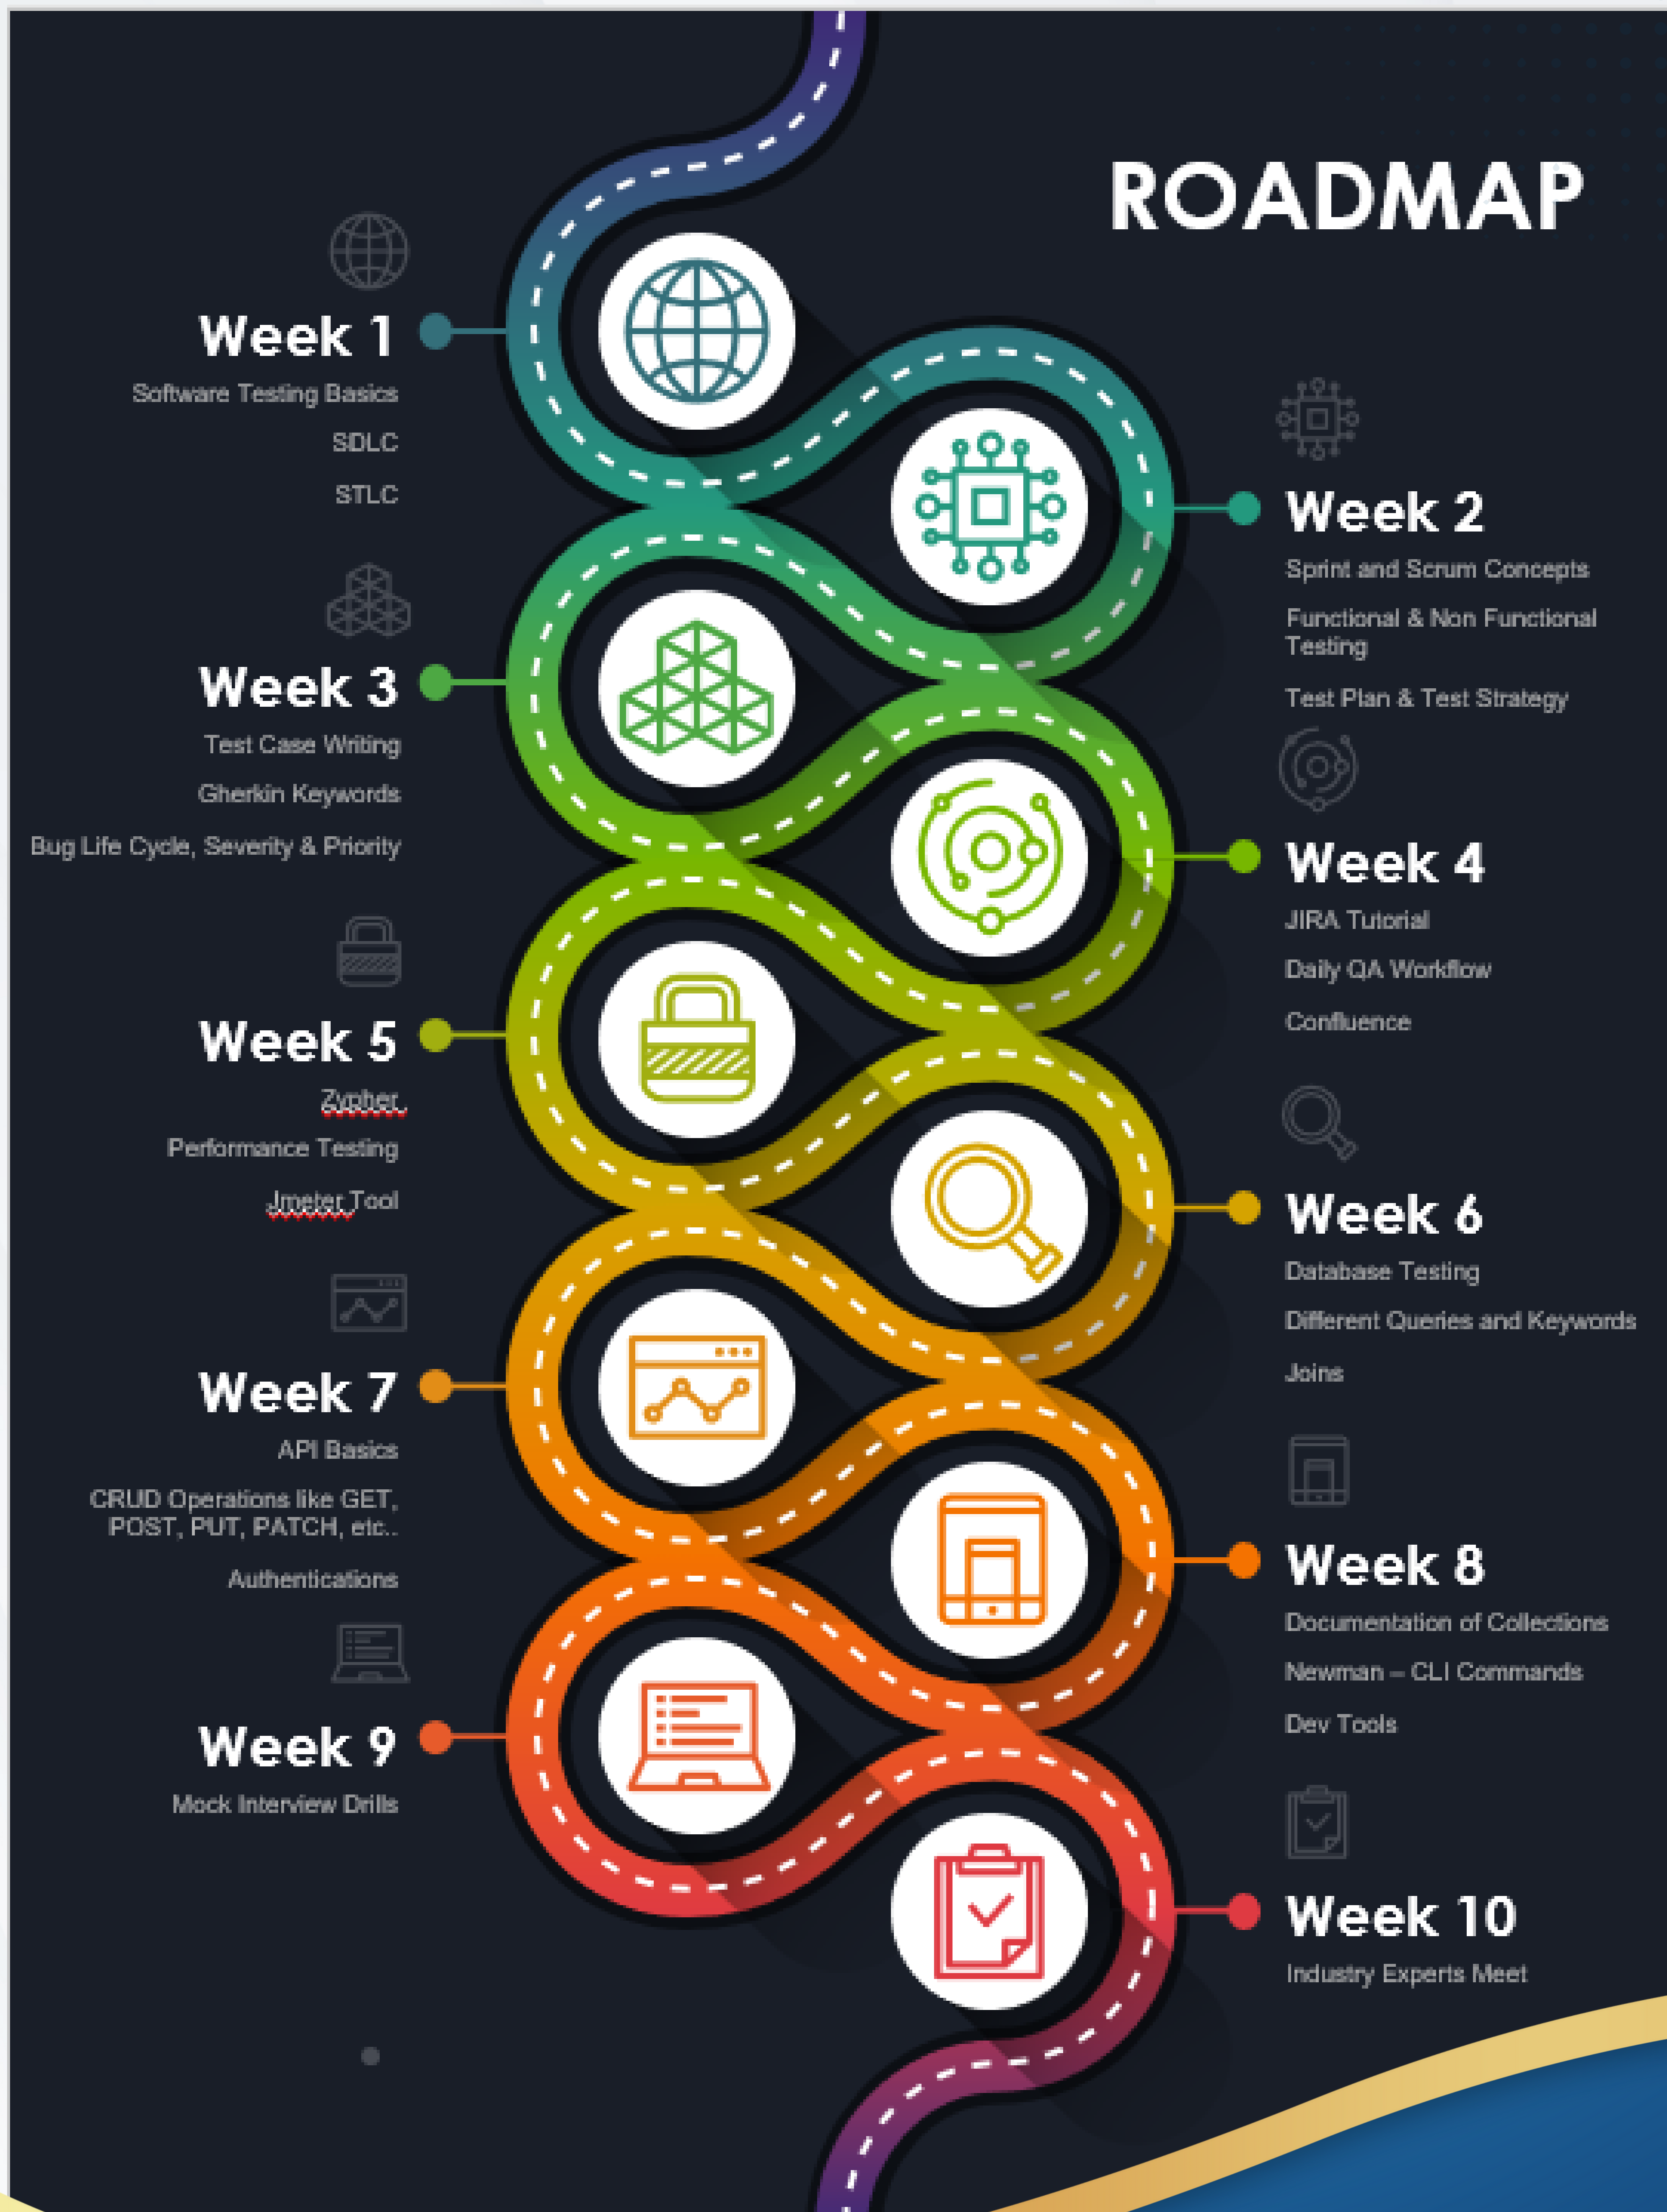 ROADMAP
Week 1
Software Testing Basics
SDLC
STLC
Week 2
Sprint and Scrum Concepts
Functional & Non Functional
Testing
Test Plan & Test Strategy
Week 3
Test Case Writing
Gherkin Keywords
Bug Life Cycle, Severity & Priority
Week 4
JIRA Tutorial
Daily QA Workflow
Confluence
Week 5
Zypher
Performance Testing
Jmeter Tool
Week 6
Database Testing
Different Queries and Keywords
Joins
Week 7
API Basics
CRUD Operations like GET,
POST, PUT, PATCH, etc..
Authentications
Week 8
Documentation of Collections
Newman – CLI Commands
Dev Tools
Week 9
Mock Interview Drills
Week 10
Industry Experts Meet